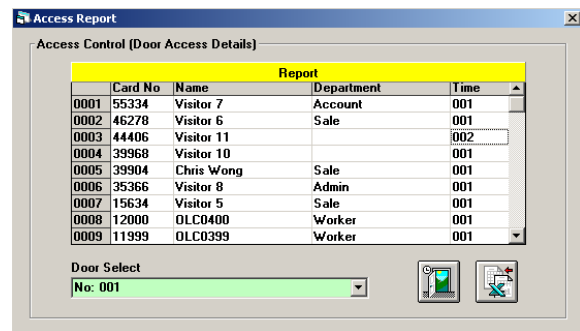 Access Report
Access Control (Door Access Details)
Report
Card No Name Department Time
0001 55334 Visitor 7 Account 001
0002 46278 Visitor 6 Sale 001
0003 44406 Visitor 11 002
0004 39968 Visitor 10 001
0005 39904 Chris Wong Sale 001
0006 35366 Visitor 8 Admin 001
0007 15634 Visitor 5 Sale 001
0008 12000 OLC0400 Worker 001
0009 11999 OLC0399 Worker 001
Door Select
No: 001